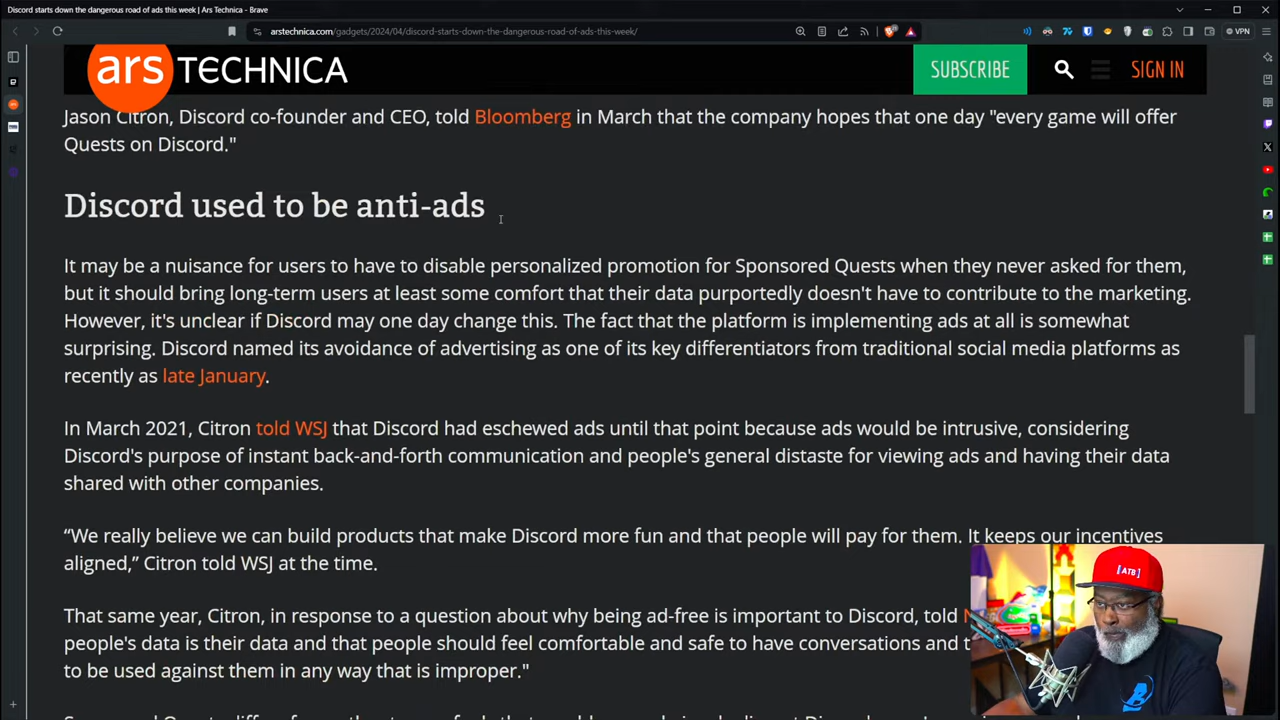 Discord starts down the dangerous road of ads this week | Ars Technica - Brave
arstechnica.com/gadgets/2024/04/discord-starts-down-the-dangerous-road-of-ads-this-week/
VPN
ars TECHNICA
SUBSCRIBE
SIGN IN
Jason Citron, Discord co-founder and CEO, told Bloomberg in March that the company hopes that one day "every game will offer
Quests on Discord."
Discord used to be anti-ads
It may be a nuisance for users to have to disable personalized promotion for Sponsored Quests when they never asked for them,
but it should bring long-term users at least some comfort that their data purportedly doesn't have to contribute to the marketing.
However, it's unclear if Discord may one day change this. The fact that the platform is implementing ads at all is somewhat
surprising. Discord named its avoidance of advertising as one of its key differentiators from traditional social media platforms as
recently as late January.
In March 2021, Citron told WSJ that Discord had eschewed ads until that point because ads would be intrusive, considering
Discord's purpose of instant back-and-forth communication and people's general distaste for viewing ads and having their data
shared with other companies.
“We really believe we can build products that make Discord more fun and that people will pay for them. It keeps our incentives
aligned,” Citron told WSJ at the time.
That same year, Citron, in response to a question about why being ad-free is important to Discord, told
people's data is their data and that people should feel comfortable and safe to have conversations and
to be used against them in any way that is improper."
[ATB]